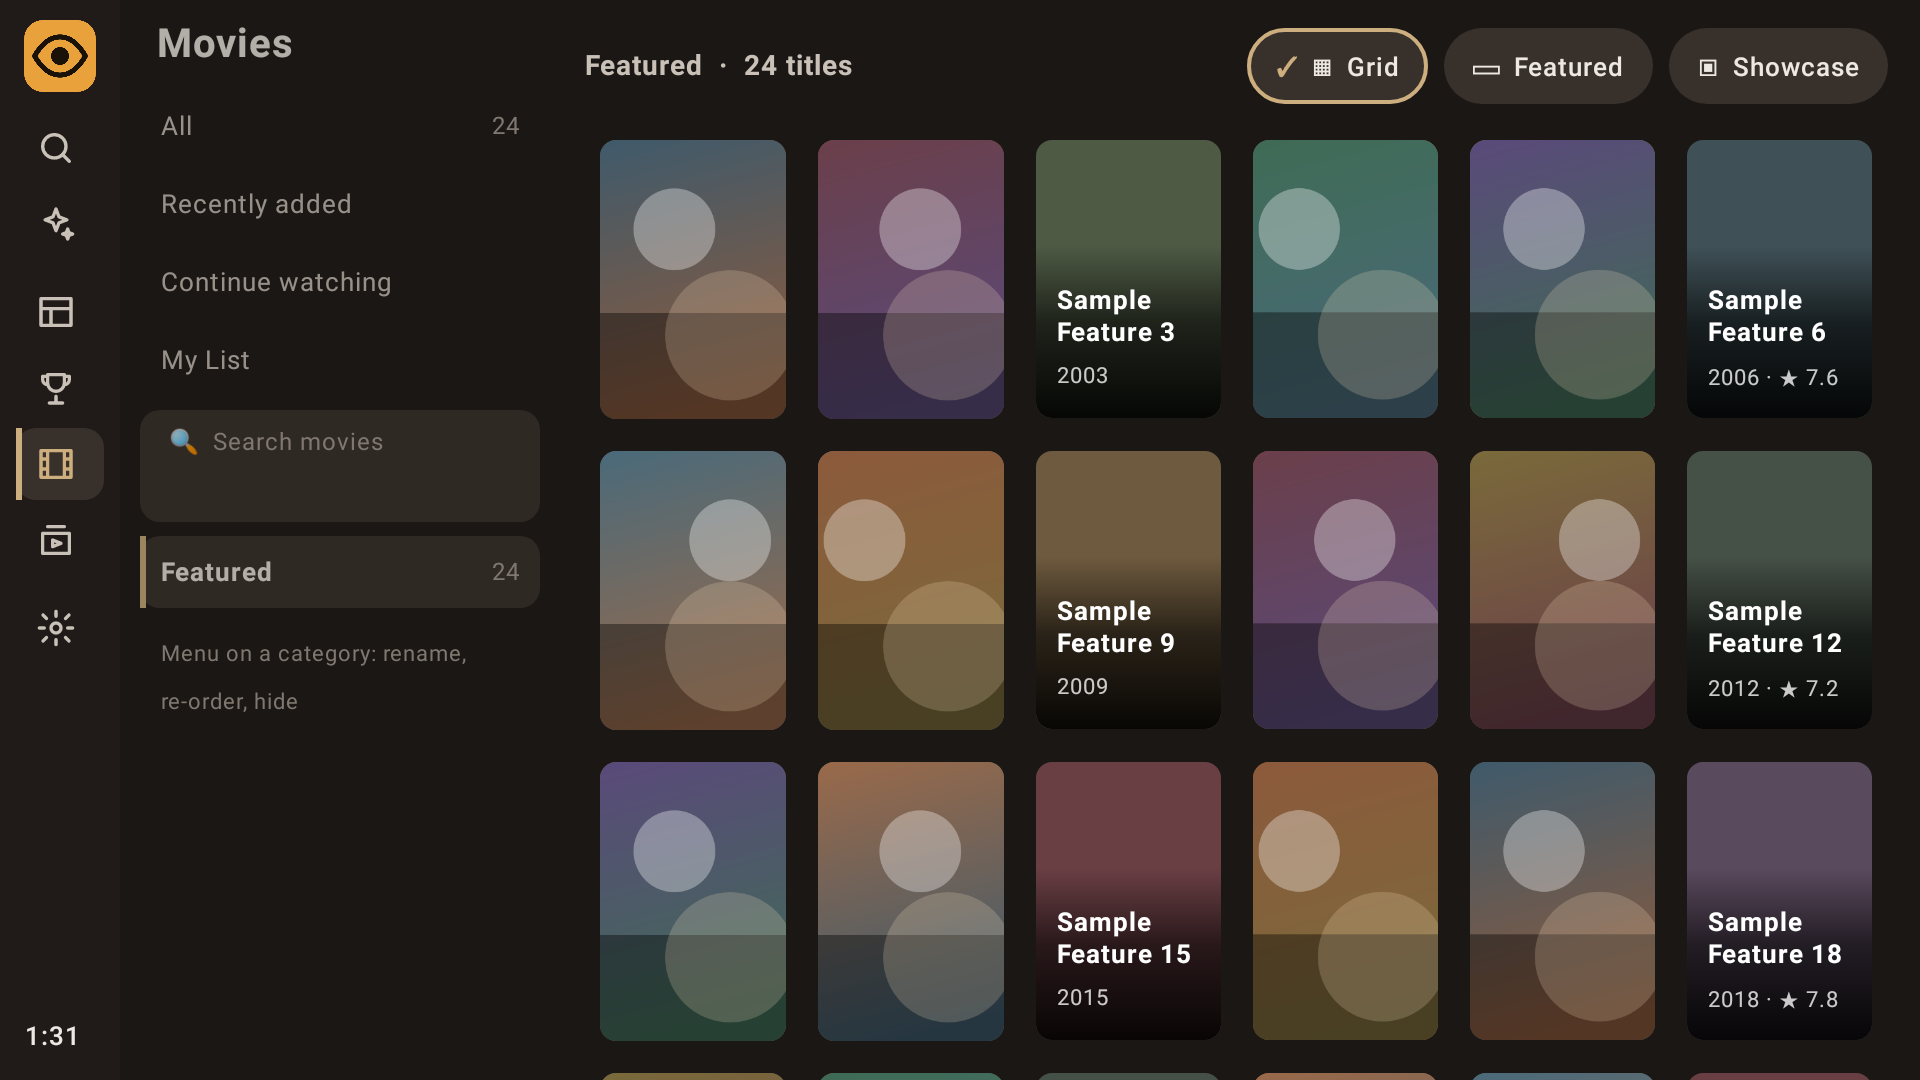 Movies
All 24
Recently added
Continue watching
My List
🔍 Search movies
Featured 24
Menu on a category: rename,
re-order, hide
1:31
Featured · 24 titles
✓ ▦ Grid
▭ Featured
▣ Showcase
Sample
Feature 3
2003
Sample
Feature 6
2006 · ★ 7.6
Sample
Feature 9
2009
Sample
Feature 12
2012 · ★ 7.2
Sample
Feature 15
2015
Sample
Feature 18
2018 · ★ 7.8